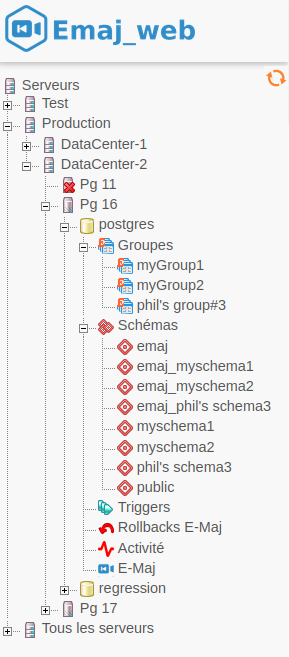 Emaj_web
Serveurs
Test
Production
DataCenter-1
DataCenter-2
Pg 11
Pg 16
postgres
Groupes
myGroup1
myGroup2
phil's group#3
Schémas
emaj
emaj_myschema1
emaj_myschema2
emaj_phil's schema3
myschema1
myschema2
phil's schema3
public
Triggers
Rollbacks E-Maj
Activité
E-Maj
regression
Pg 17
Tous les serveurs